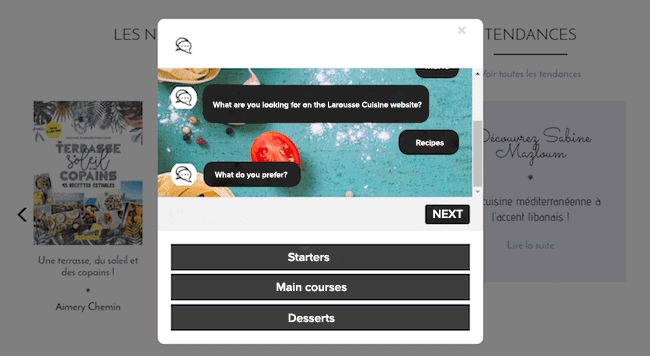 LES N
TENDANCES
Voir toutes les tendances
What are you looking for on the Larousse Cuisine website?
Recipes
What do you prefer?
NEXT
Starters
Main courses
Desserts
TERRASSE
soleil
COPAINS
45 RECETTES ESTIVALES
Une terrasse, du soleil et
des copains !
Aimery Chemin
Découvrez Sabine
Mazloum
cuisine méditerranéenne à
l'accent libanais !
Lire la suite